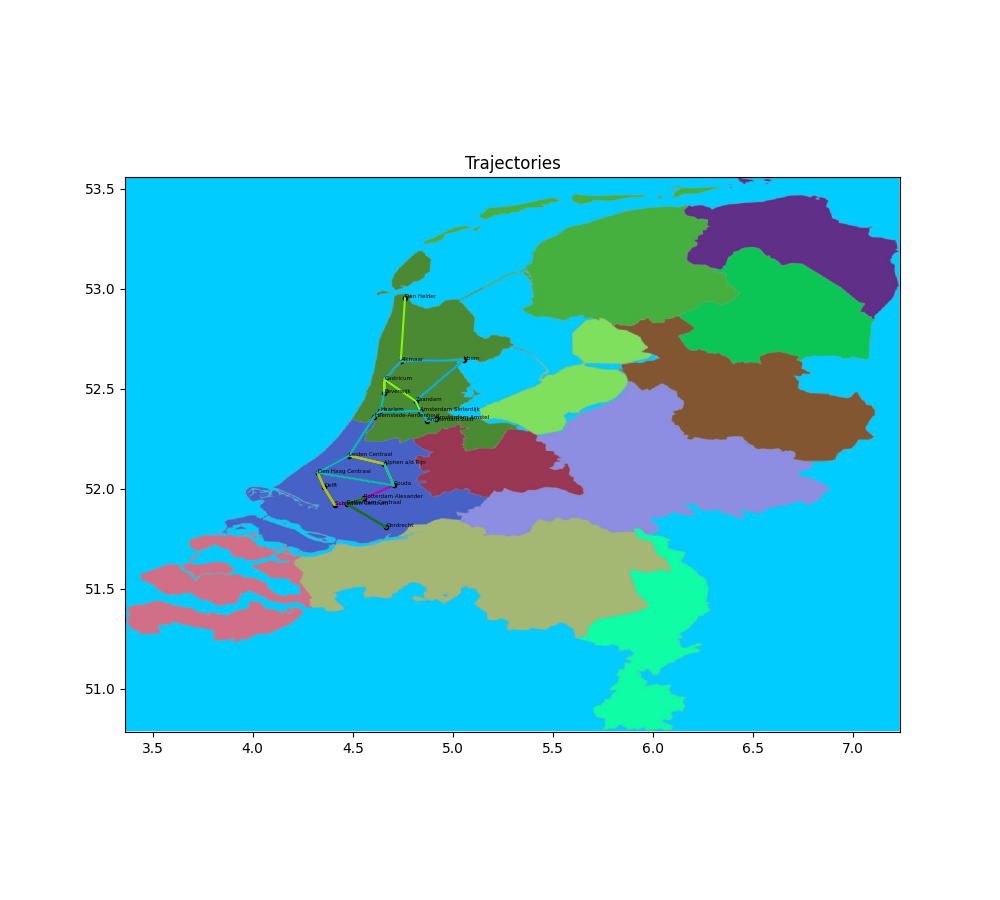 Trajectories
53.5
53.0
52.5
52.0
51.5
51.0
Den Helder
Alkmaar
Hoorn
Castricum
Beverwijk
Zaandam
Haarlem
Amsterdam Sloterdijk
Heemstede-Aerdenhout
Amsterdam Amstel
Leiden Centraal
Alphen a/d Rijn
Den Haag Centraal
Delft
Gouda
Rotterdam Alexander
Rotterdam Centraal
Schiedam Centrum
Dordrecht
3.5 4.0 4.5 5.0 5.5 6.0 6.5 7.0